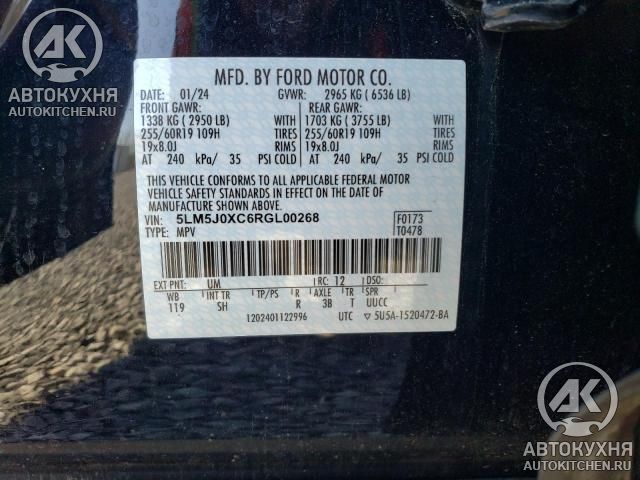 AK
АВТОКУХНЯ
AUTOKITCHEN.RU
MFD. BY FORD MOTOR CO.
DATE: 01/24 GVWR: 2965 KG ( 6536 LB)
FRONT GAWR: REAR GAWR:
1338 KG ( 2950 LB) WITH 1703 KG ( 3755 LB) WITH
255/60R19 109H TIRES 255/60R19 109H TIRES
19x8.0J RIMS 19x8.0J RIMS
AT 240 kPa/ 35 PSI COLD AT 240 kPa/ 35 PSI COLD
THIS VEHICLE CONFORMS TO ALL APPLICABLE FEDERAL MOTOR
VEHICLE SAFETY STANDARDS IN EFFECT ON THE DATE OF
MANUFACTURE SHOWN ABOVE.
VIN: 5LM5J0XC6RGL00268 F0173
TYPE: MPV T0478
EXT PNT: UM RC: 12 DSO:
WB INT TR TP/PS R AXLE TR SPR
119 SH R 3B T UUCC
1202401122996 UTC ▽ 5U5A-1520472-BA
AK
АВТОКУХНЯ
AUTOKITCHEN.RU